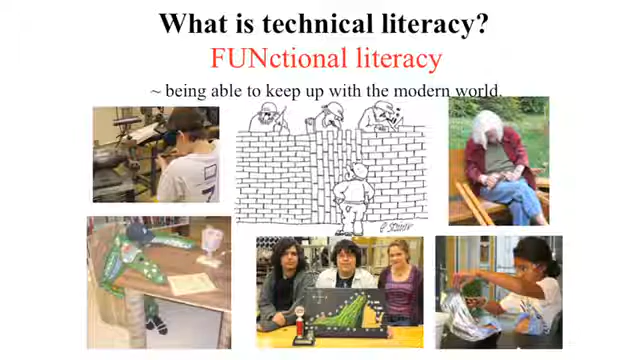 What is technical literacy?
FUNctional literacy
~ being able to keep up with the modern world.